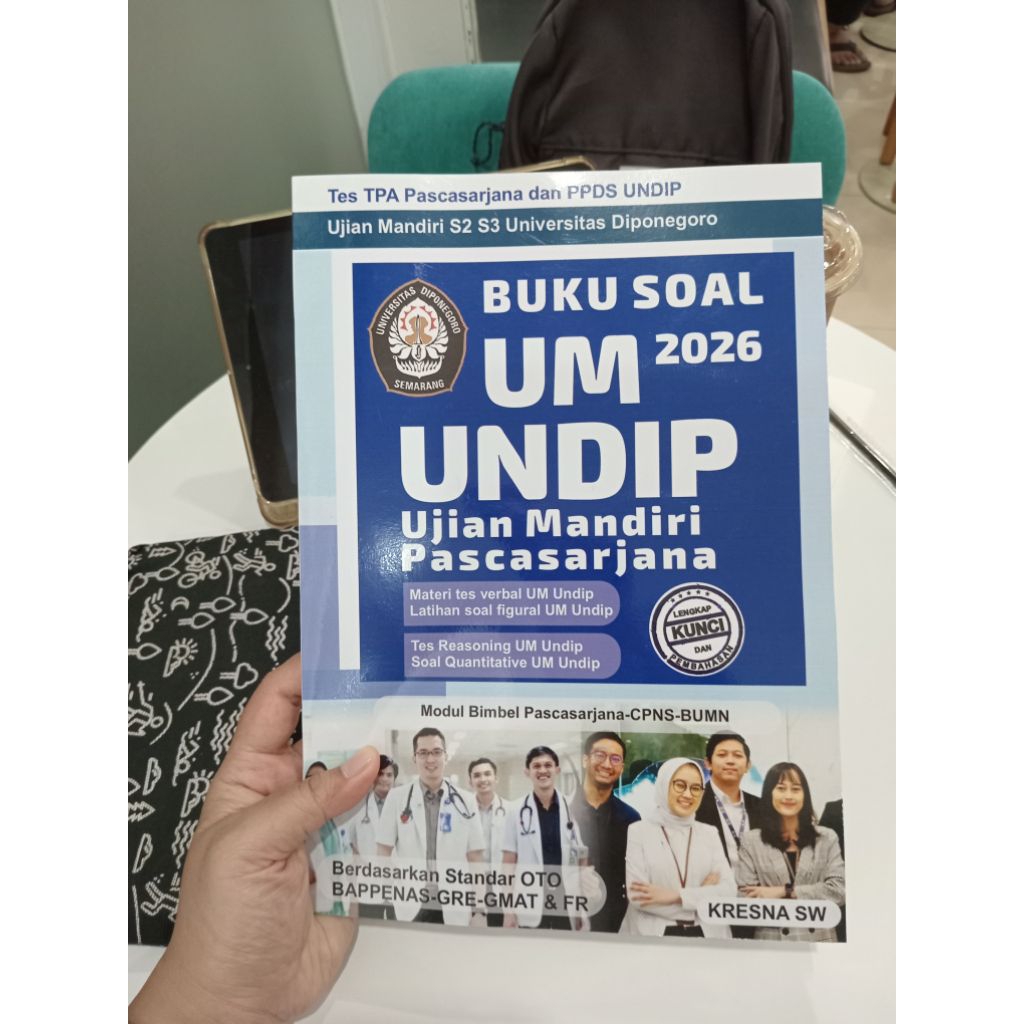 Tes TPA Pascasarjana dan PPDS UNDIP
Ujian Mandiri S2 S3 Universitas Diponegoro
UNIVERSITAS DIPONEGORO
SEMARANG
BUKU SOAL
UM 2026
UNDIP
Ujian Mandiri
Pascasarjana
Materi tes verbal UM Undip
Latihan soal figural UM Undip
Tes Reasoning UM Undip
Soal Quantitative UM Undip
LENGKAP
KUNCI
DAN
PEMBAHASAN
Modul Bimbel Pascasarjana-CPNS-BUMN
Berdasarkan Standar OTO
BAPPENAS-GRE-GMAT & FR
KRESNA SW